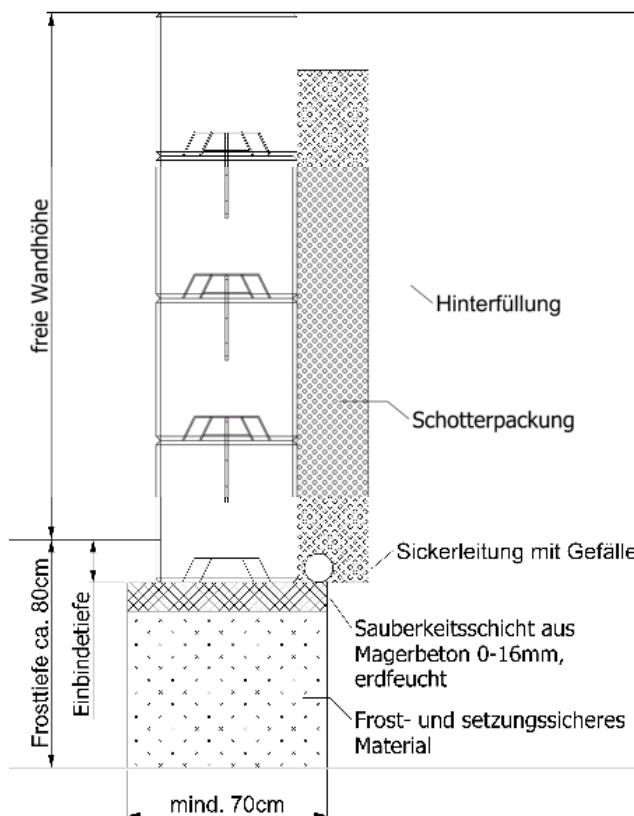 freie Wandhöhe
Hinterfüllung
Schotterpackung
Sickerleitung mit Gefälle
Frosttiefe ca. 80cm
Einbindetiefe
Sauberkeitsschicht aus
Magerbeton 0-16mm,
erdfeucht
Frost- und setzungssicheres
Material
mind. 70cm